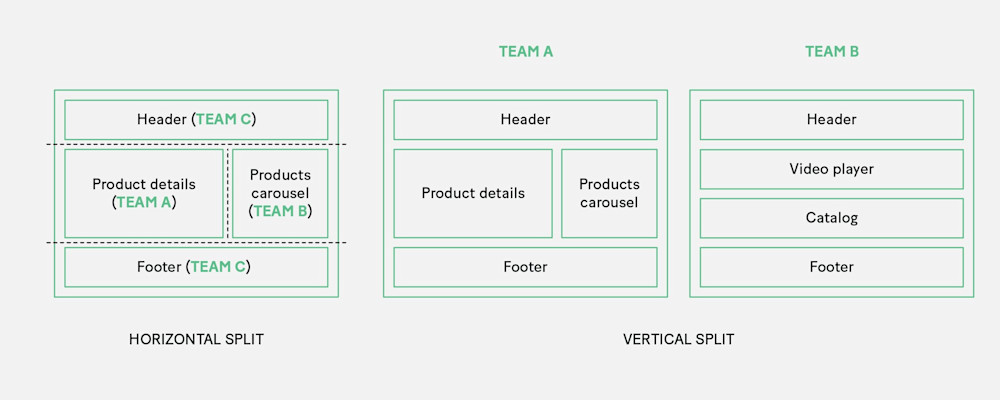 TEAM A
TEAM B
Header (TEAM C)
Product details
(TEAM A)
Products
carousel
(TEAM B)
Footer (TEAM C)
HORIZONTAL SPLIT
Header
Product details
Products
carousel
Footer
Header
Video player
Catalog
Footer
VERTICAL SPLIT